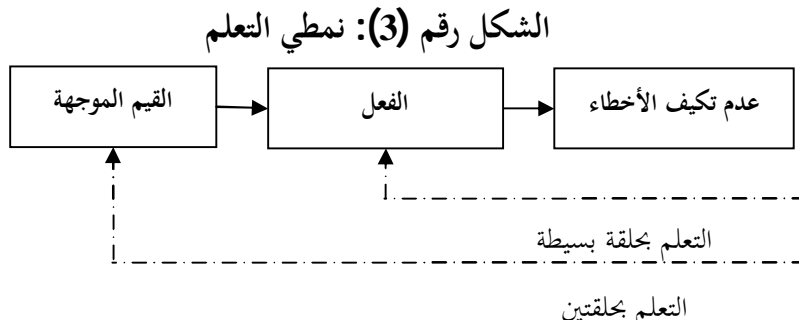 الشكل رقم (3): نمطي التعلم
القيم الموجهة
الفعل
عدم تكيف الأخطاء
التعلم بحلقة بسيطة
التعلم بحلقتين